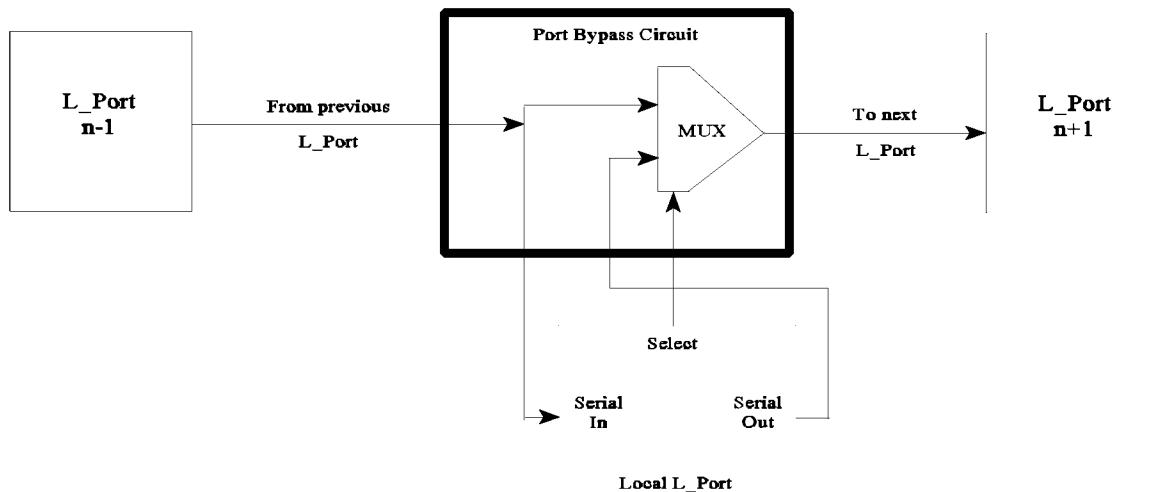 Port Bypass Circuit
L_Port
n-1
From previous
L_Port
MUX
To next
L_Port
L_Port
n+1
Select
Serial
In
Serial
Out
Local L_Port